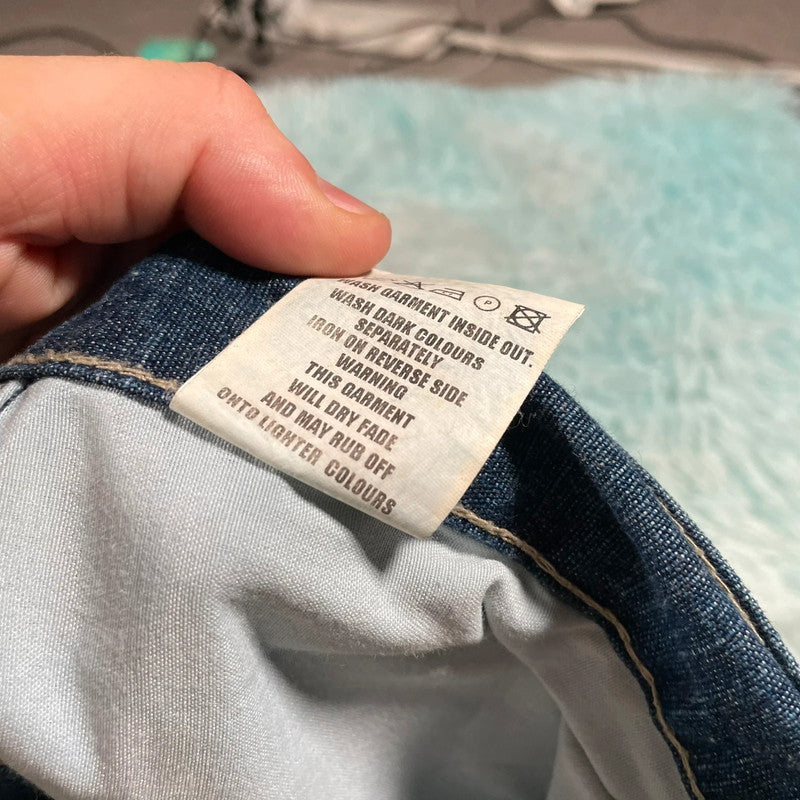 P
WASH GARMENT INSIDE OUT.
WASH DARK COLOURS
SEPARATELY
IRON ON REVERSE SIDE
WARNING
THIS GARMENT
WILL DRY FADE
AND MAY RUB OFF
ONTO LIGHTER COLOURS